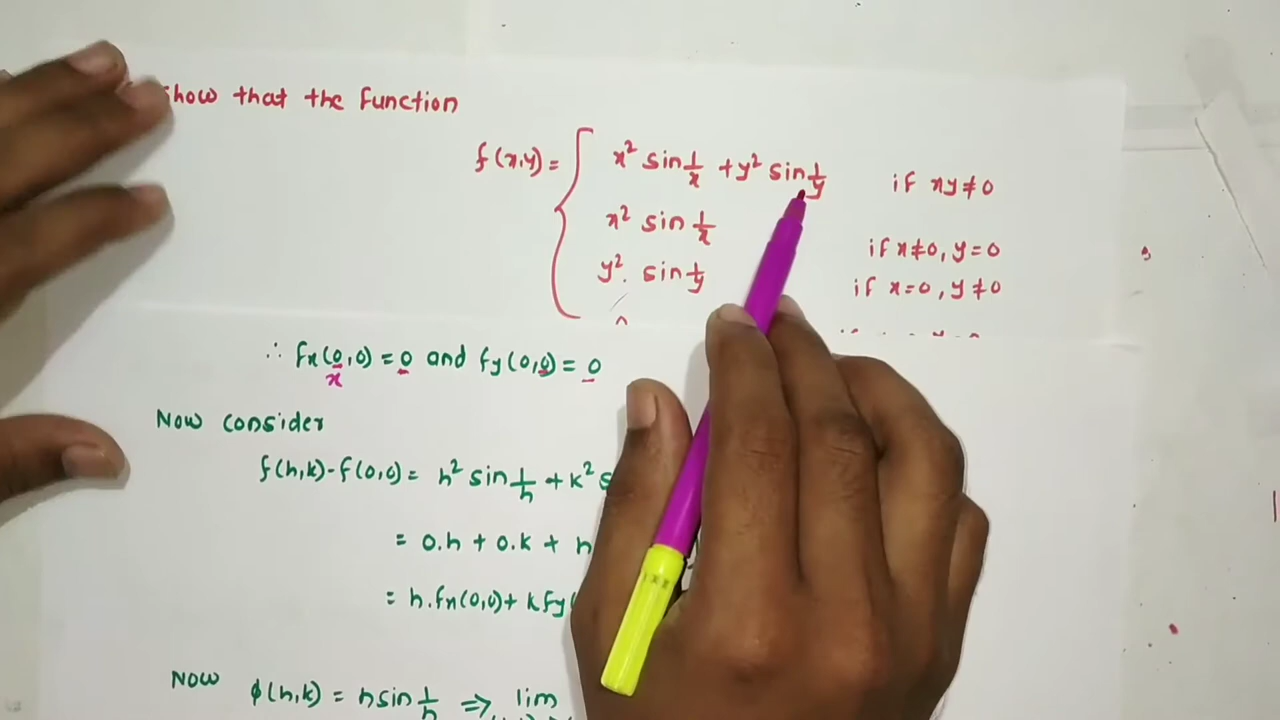 how that the Function
f(x,y) = { x² sin 1/x + y² sin 1/y if xy≠0
x² sin 1/x if x≠0, y=0
y². sin 1/y if x=0, y≠0
∴ fx(0,0) = 0 and fy(0,0) = 0
x
Now consider
f(h,k)-f(0,0) = h² sin 1/h + k² s
= 0.h + 0.k + h
= h.fx(0,0) + k fy(
Now φ(h,k) = h sin 1/h ⇒ lim